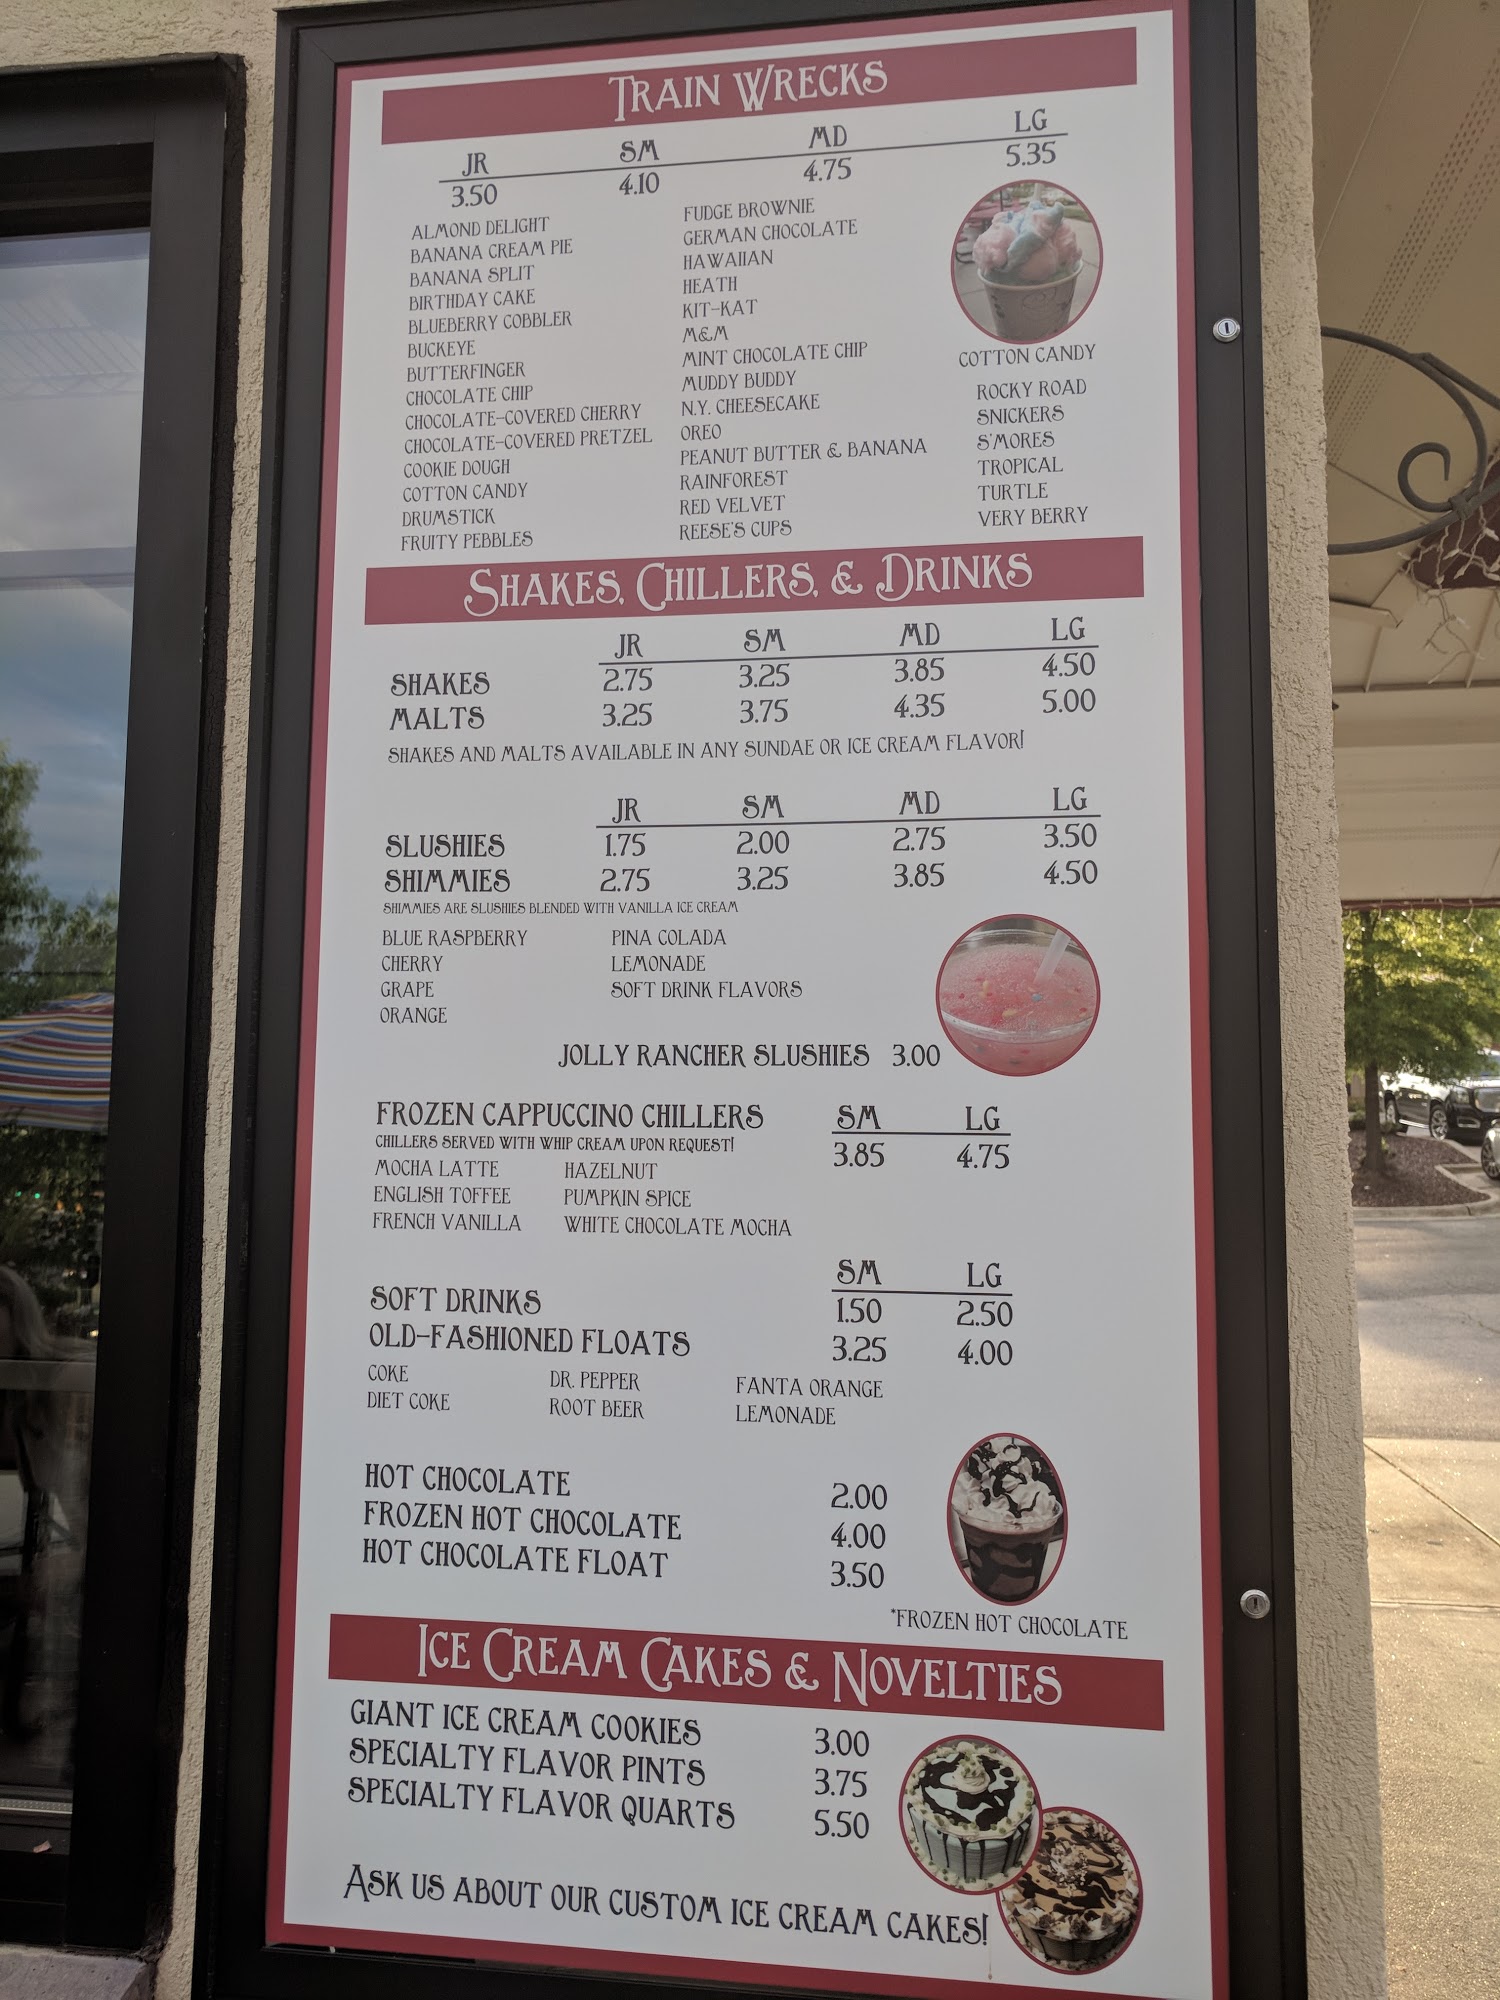 TRAIN WRECKS
JR SM MD LG
3.50 4.10 4.75 5.35
ALMOND DELIGHT
BANANA CREAM PIE
BANANA SPLIT
BIRTHDAY CAKE
BLUEBERRY COBBLER
BUCKEYE
BUTTERFINGER
CHOCOLATE CHIP
CHOCOLATE-COVERED CHERRY
CHOCOLATE-COVERED PRETZEL
COOKIE DOUGH
COTTON CANDY
DRUMSTICK
FRUITY PEBBLES
FUDGE BROWNIE
GERMAN CHOCOLATE
HAWAIIAN
HEATH
KIT-KAT
M&M
MINT CHOCOLATE CHIP
MUDDY BUDDY
N.Y. CHEESECAKE
OREO
PEANUT BUTTER & BANANA
RAINFOREST
RED VELVET
REESE'S CUPS
COTTON CANDY
ROCKY ROAD
SNICKERS
S'MORES
TROPICAL
TURTLE
VERY BERRY
SHAKES, CHILLERS, & DRINKS
JR SM MD LG
SHAKES 2.75 3.25 3.85 4.50
MALTS 3.25 3.75 4.35 5.00
SHAKES AND MALTS AVAILABLE IN ANY SUNDAE OR ICE CREAM FLAVOR!
JR SM MD LG
SLUSHIES 1.75 2.00 2.75 3.50
SHIMMIES 2.75 3.25 3.85 4.50
SHIMMIES ARE SLUSHIES BLENDED WITH VANILLA ICE CREAM
BLUE RASPBERRY
CHERRY
GRAPE
ORANGE
PINA COLADA
LEMONADE
SOFT DRINK FLAVORS
JOLLY RANCHER SLUSHIES 3.00
FROZEN CAPPUCCINO CHILLERS SM LG
CHILLERS SERVED WITH WHIP CREAM UPON REQUEST! 3.85 4.75
MOCHA LATTE
ENGLISH TOFFEE
FRENCH VANILLA
HAZELNUT
PUMPKIN SPICE
WHITE CHOCOLATE MOCHA
SM LG
SOFT DRINKS 1.50 2.50
OLD-FASHIONED FLOATS 3.25 4.00
COKE
DIET COKE
DR. PEPPER
ROOT BEER
FANTA ORANGE
LEMONADE
HOT CHOCOLATE 2.00
FROZEN HOT CHOCOLATE 4.00
HOT CHOCOLATE FLOAT 3.50
*FROZEN HOT CHOCOLATE
ICE CREAM CAKES & NOVELTIES
GIANT ICE CREAM COOKIES 3.00
SPECIALTY FLAVOR PINTS 3.75
SPECIALTY FLAVOR QUARTS 5.50
ASK US ABOUT OUR CUSTOM ICE CREAM CAKES!